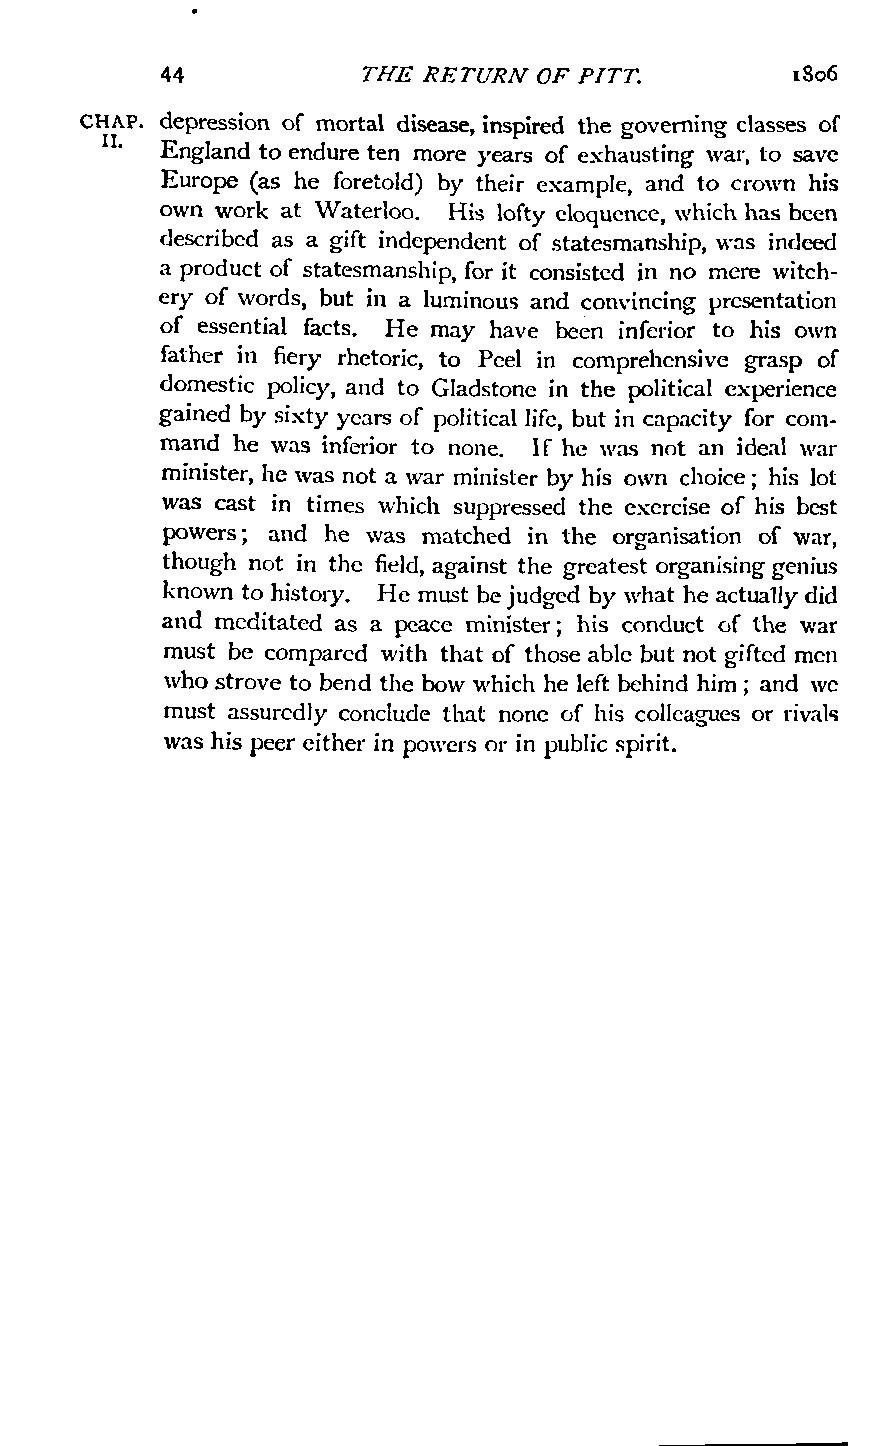 44 THE RETURN OF PITT. 1806
CHAP. depression of mortal disease, inspired the governing classes of
II. England to endure ten more years of exhausting war, to save
Europe (as he foretold) by their example, and to crown his
own work at Waterloo. His lofty eloquence, which has been
described as a gift independent of statesmanship, was indeed
a product of statesmanship, for it consisted in no mere witch-
ery of words, but in a luminous and convincing presentation
of essential facts. He may have been inferior to his own
father in fiery rhetoric, to Peel in comprehensive grasp of
domestic policy, and to Gladstone in the political experience
gained by sixty years of political life, but in capacity for com-
mand he was inferior to none. If he was not an ideal war
minister, he was not a war minister by his own choice; his lot
was cast in times which suppressed the exercise of his best
powers; and he was matched in the organisation of war,
though not in the field, against the greatest organising genius
known to history. He must be judged by what he actually did
and meditated as a peace minister; his conduct of the war
must be compared with that of those able but not gifted men
who strove to bend the bow which he left behind him; and we
must assuredly conclude that none of his colleagues or rivals
was his peer either in powers or in public spirit.